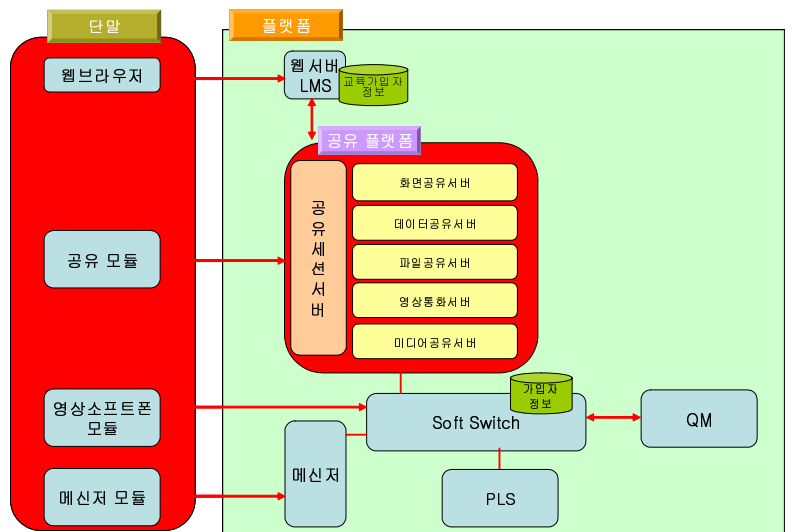 단말
플랫폼
웹브라우저
웹 서버
LMS
교육가입자
정보
공유 플랫폼
공유세션서버
화면공유서버
데이터공유서버
파일공유서버
영상통화서버
미디어공유서버
공유 모듈
가입자
정보
영상소프트폰
모듈
Soft Switch
QM
메신저
메신저 모듈
PLS